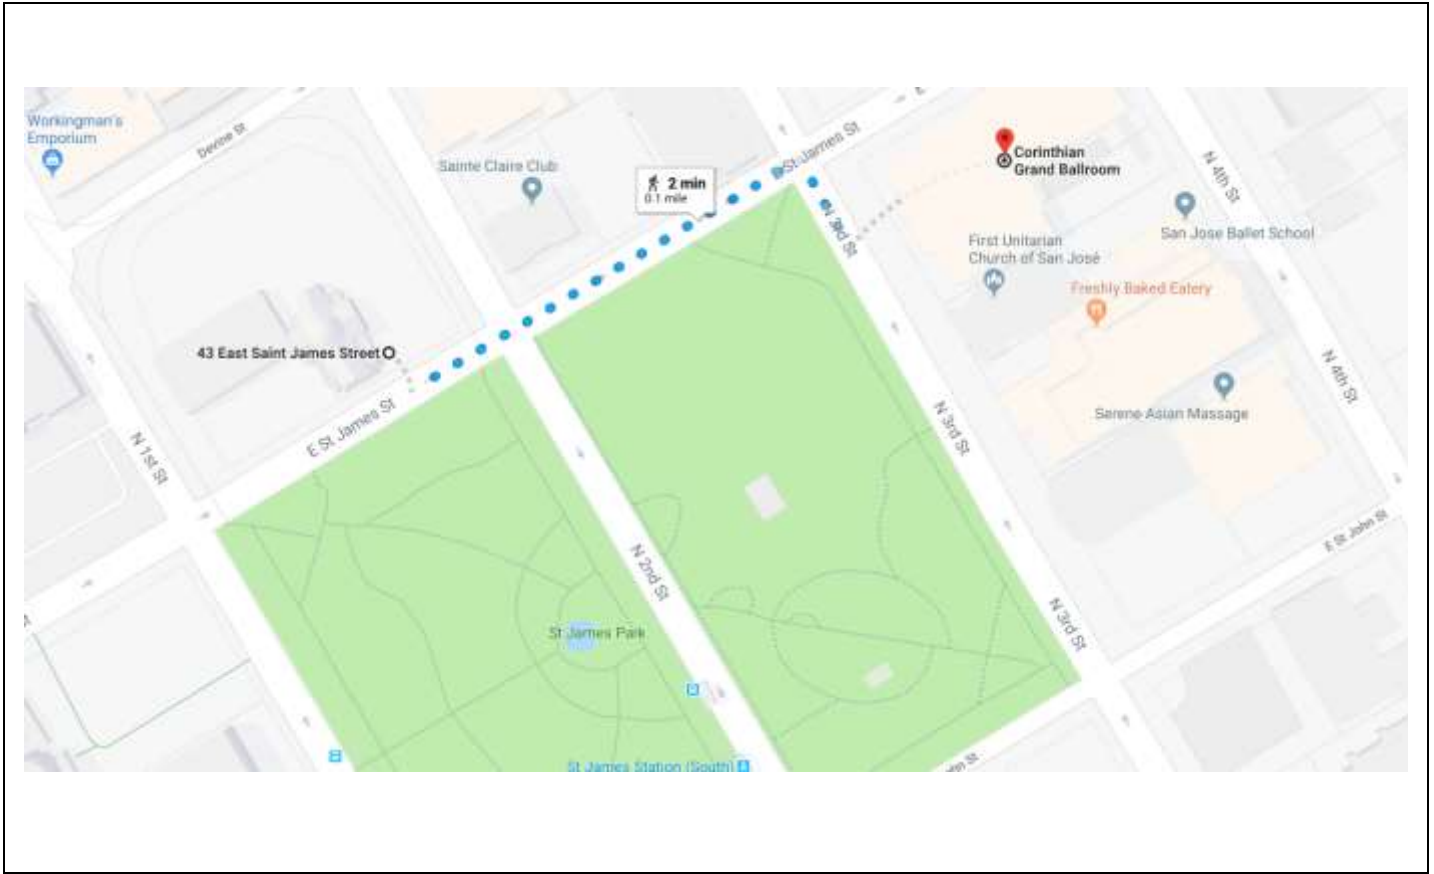 Workingman's
Emporium
Devine St
Sainte Claire Club
2 min
0.1 mile
E St James St
Corinthian
Grand Ballroom
N 4th St
San Jose Ballet School
N 3rd St
First Unitarian
Church of San José
Freshly Baked Eatery
43 East Saint James Street
N 4th St
Serene Asian Massage
E St James St
N 1st St
N 3rd St
E St John St
N 2nd St
N 3rd St
St James Park
St James Station (South)